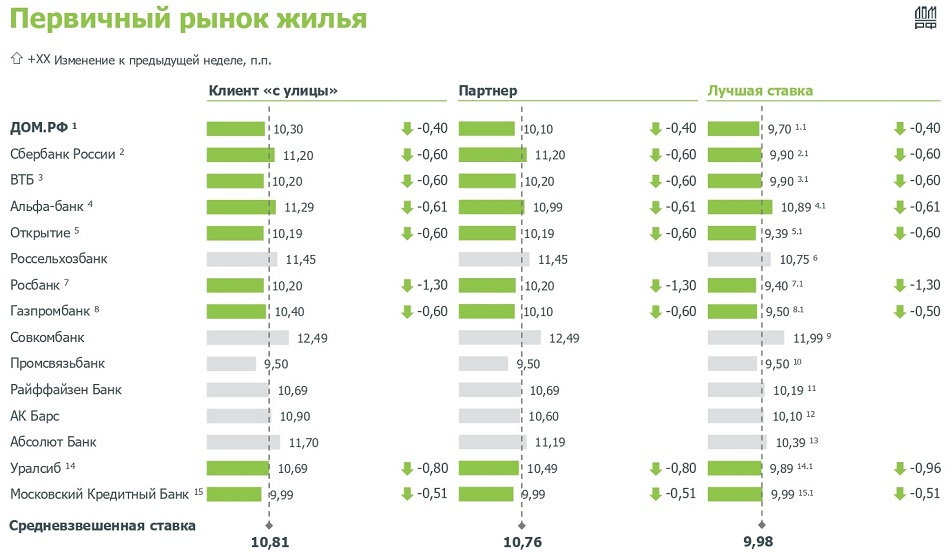 Первичный рынок жилья
ДОМ
РФ
+XX Изменение к предыдущей неделе, п.п.
Клиент «с улицы» Партнер Лучшая ставка
ДОМ.РФ 1 10,30 -0,40 10,10 -0,40 9,70 1.1 -0,40
Сбербанк России 2 11,20 -0,60 11,20 -0,60 9,90 2.1 -0,60
ВТБ 3 10,20 -0,60 10,20 -0,60 9,90 3.1 -0,60
Альфа-банк 4 11,29 -0,61 10,99 -0,61 10,89 4.1 -0,61
Открытие 5 10,19 -0,60 10,19 -0,60 9,39 5.1 -0,60
Россельхозбанк 11,45 11,45 10,75 6
Росбанк 7 10,20 -1,30 10,20 -1,30 9,40 7.1 -1,30
Газпромбанк 8 10,40 -0,60 10,10 -0,60 9,50 8.1 -0,50
Совкомбанк 12,49 12,49 11,99 9
Промсвязьбанк 9,50 9,50 9,50 10
Райффайзен Банк 10,69 10,69 10,19 11
АК Барс 10,90 10,60 10,10 12
Абсолют Банк 11,70 11,19 10,39 13
Уралсиб 14 10,69 -0,80 10,49 -0,80 9,89 14.1 -0,96
Московский Кредитный Банк 15 9,99 -0,51 9,99 -0,51 9,99 15.1 -0,51
Средневзвешенная ставка
10,81 10,76 9,98